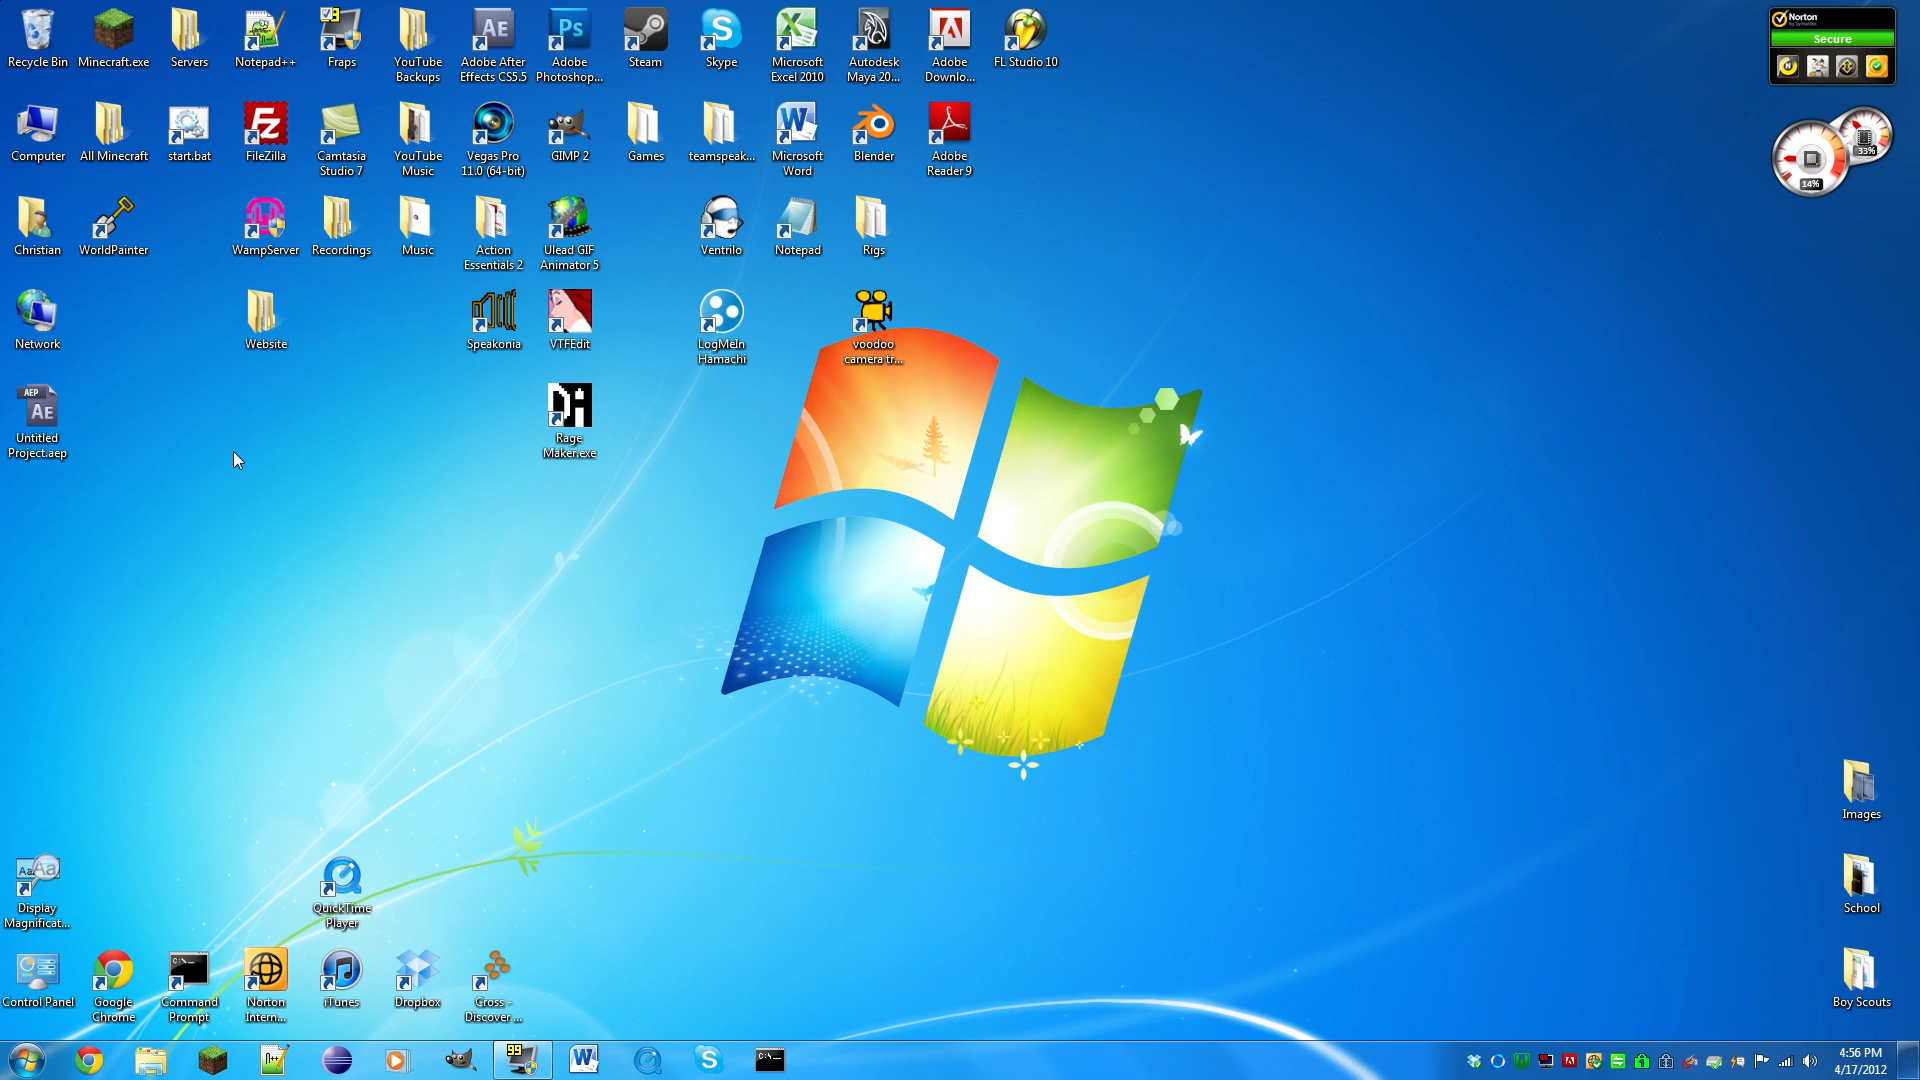 Recycle Bin
Minecraft.exe
Servers
Notepad++
Fraps
YouTube
Backups
Adobe After
Effects CS5.5
Adobe
Photoshop...
Steam
Skype
Microsoft
Excel 2010
Autodesk
Maya 20...
Adobe
Downlo...
FL Studio 10
Norton
by Symantec
Secure
Computer
All Minecraft
start.bat
FileZilla
Camtasia
Studio 7
YouTube
Music
Vegas Pro
11.0 (64-bit)
GIMP 2
Games
teamspeak...
Microsoft
Word
Blender
Adobe
Reader 9
33%
14%
Christian
WorldPainter
WampServer
Recordings
Music
Action
Essentials 2
Ulead GIF
Animator 5
Ventrilo
Notepad
Rigs
Network
Website
Speakonia
VTFEdit
LogMeIn
Hamachi
voodoo
camera tr...
AEP
AE
Untitled
Project.aep
Di
Rage
Maker.exe
Images
School
Boy Scouts
Display
Magnificat...
QuickTime
Player
Control Panel
Google
Chrome
Command
Prompt
Norton
Intern...
iTunes
Dropbox
Cross -
Discover ...
99
4:56 PM
4/17/2012